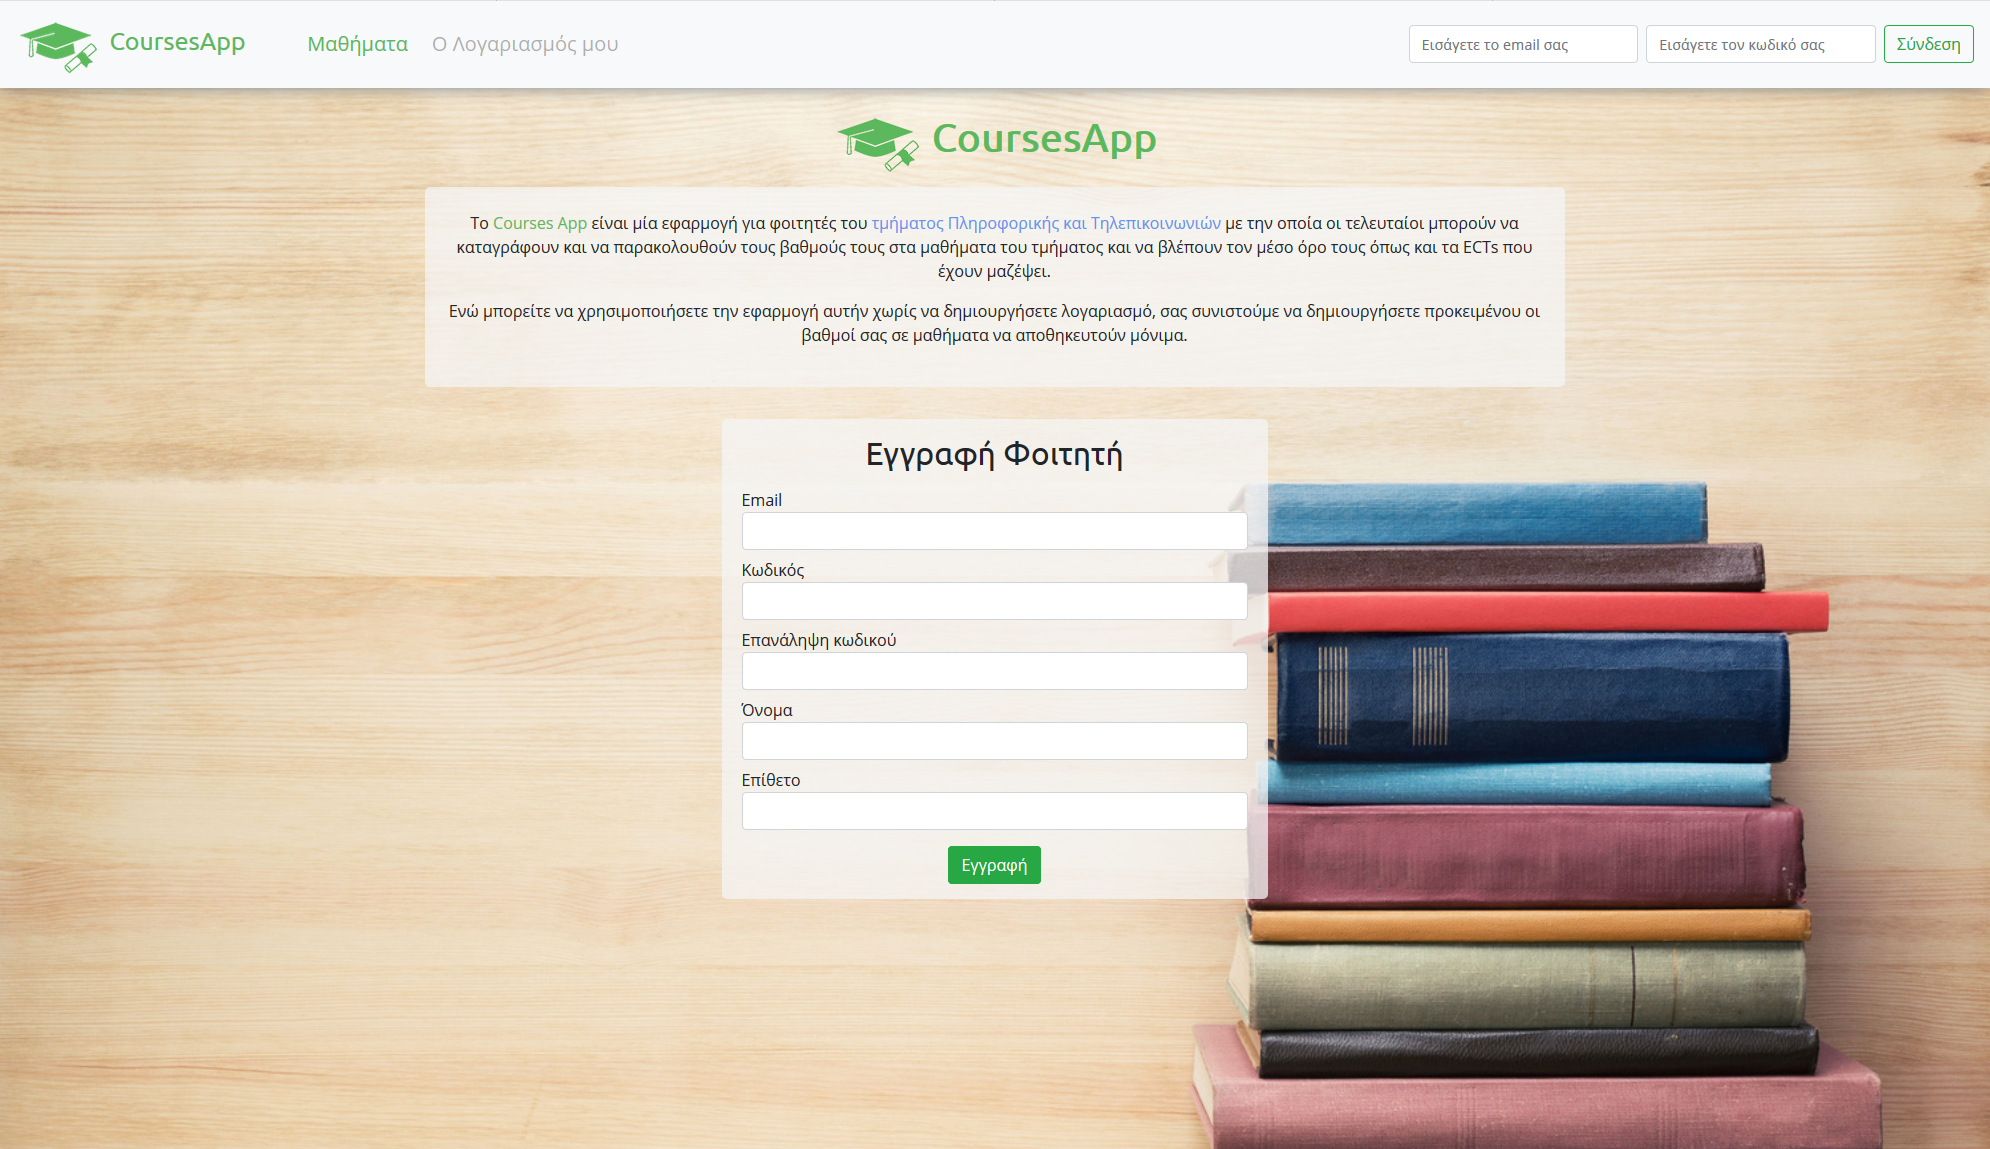 CoursesApp Μαθήματα Ο Λογαριασμός μου Εισάγετε το email σας Εισάγετε τον κωδικό σας Σύνδεση
CoursesApp
Το Courses App είναι μία εφαρμογή για φοιτητές του τμήματος Πληροφορικής και Τηλεπικοινωνιών με την οποία οι τελευταίοι μπορούν να
καταγράφουν και να παρακολουθούν τους βαθμούς τους στα μαθήματα του τμήματος και να βλέπουν τον μέσο όρο τους όπως και τα ECTs που
έχουν μαζέψει.
Ενώ μπορείτε να χρησιμοποιήσετε την εφαρμογή αυτήν χωρίς να δημιουργήσετε λογαριασμό, σας συνιστούμε να δημιουργήσετε προκειμένου οι
βαθμοί σας σε μαθήματα να αποθηκευτούν μόνιμα.
Εγγραφή Φοιτητή
Email
Κωδικός
Επανάληψη κωδικού
Όνομα
Επίθετο
Εγγραφή